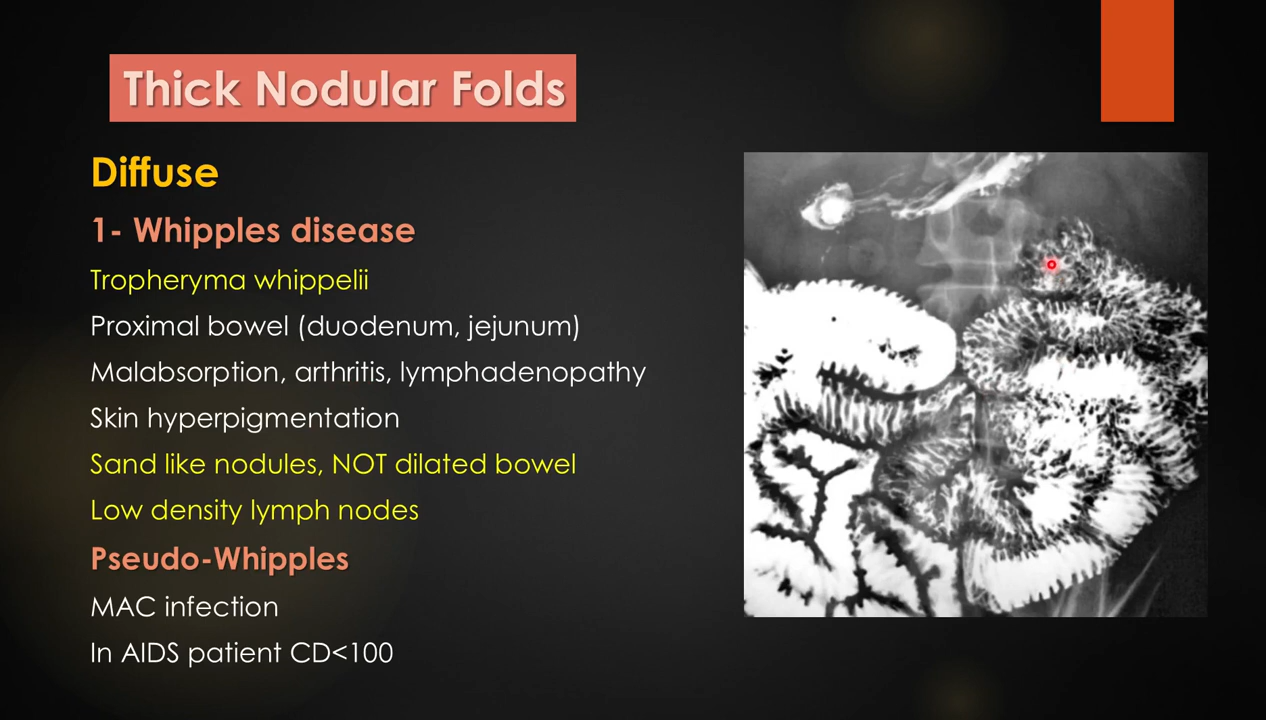 Thick Nodular Folds
Diffuse
1- Whipples disease
Tropheryma whippelii
Proximal bowel (duodenum, jejunum)
Malabsorption, arthritis, lymphadenopathy
Skin hyperpigmentation
Sand like nodules, NOT dilated bowel
Low density lymph nodes
Pseudo-Whipples
MAC infection
In AIDS patient CD<100